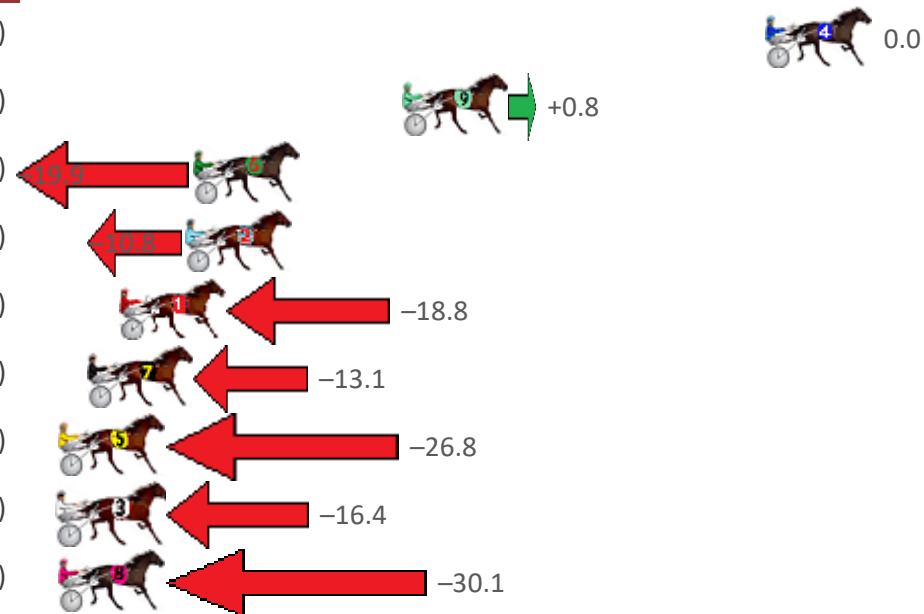 ) 4 0.0
) 9 +0.8
) –19.9 6
) –10.8 2
) 1 –18.8
) 7 –13.1
) 5 –26.8
) 3 –16.4
) 8 –30.1